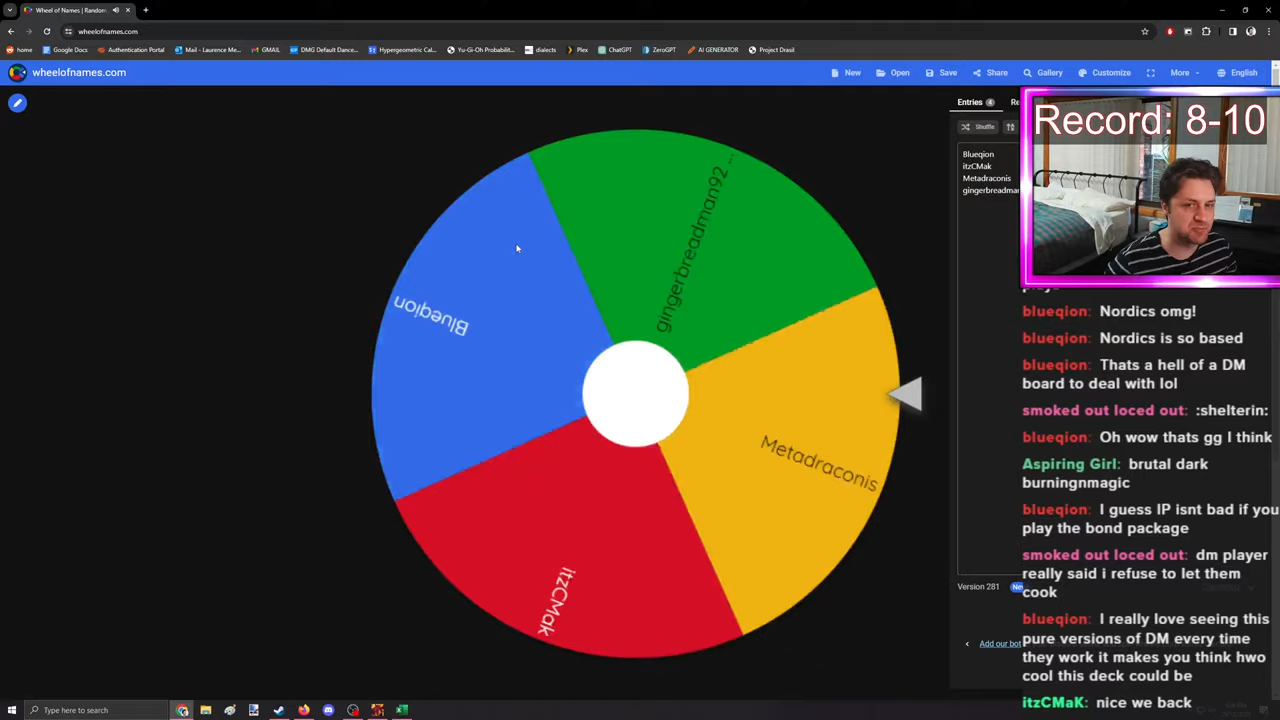 Wheel of Names | Random
wheelofnames.com
home
Google Docs
Authentication Portal
Mail - Laurence Me...
GMAIL
DMG Default Dance...
Hypergeometric Cal...
Yu-Gi-Oh Probabilit...
dialects
Plex
ChatGPT
ZeroGPT
AI GENERATOR
Project Drasil
wheelofnames.com
New
Open
Save
Share
Gallery
Customize
More
English
Entries 4
Shuffle
Blueqion
itzCMak
Metadraconis
gingerbreadman
Record: 8-10
gingerbreadman92 ...
Blueqion
Metadraconis
itzCMak
blueqion: Nordics omg!
blueqion: Nordics is so based
blueqion: Thats a hell of a DM
board to deal with lol
smoked out loced out: :shelterin:
blueqion: Oh wow thats gg I think
Aspiring Girl: brutal dark
burningnmagic
blueqion: I guess IP isnt bad if you
play the bond package
smoked out loced out: dm player
really said i refuse to let them
cook
blueqion: I really love seeing this
pure versions of DM every time
they work it makes you think hwo
cool this deck could be
itzCMaK: nice we back
Version 281
Add our bot
Type here to search